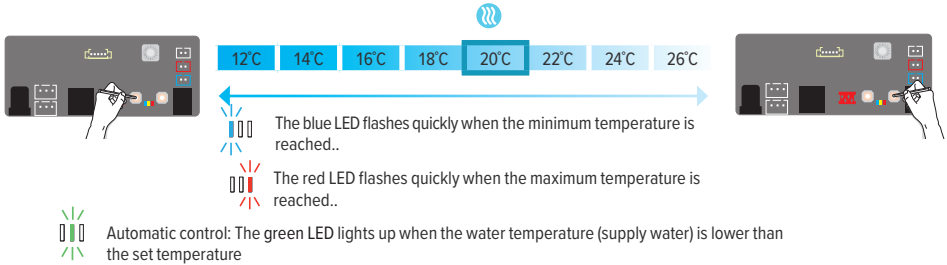 12°C 14°C 16°C 18°C 20°C 22°C 24°C 26°C
The blue LED flashes quickly when the minimum temperature is
reached..
The red LED flashes quickly when the maximum temperature is
reached..
Automatic control: The green LED lights up when the water temperature (supply water) is lower than
the set temperature